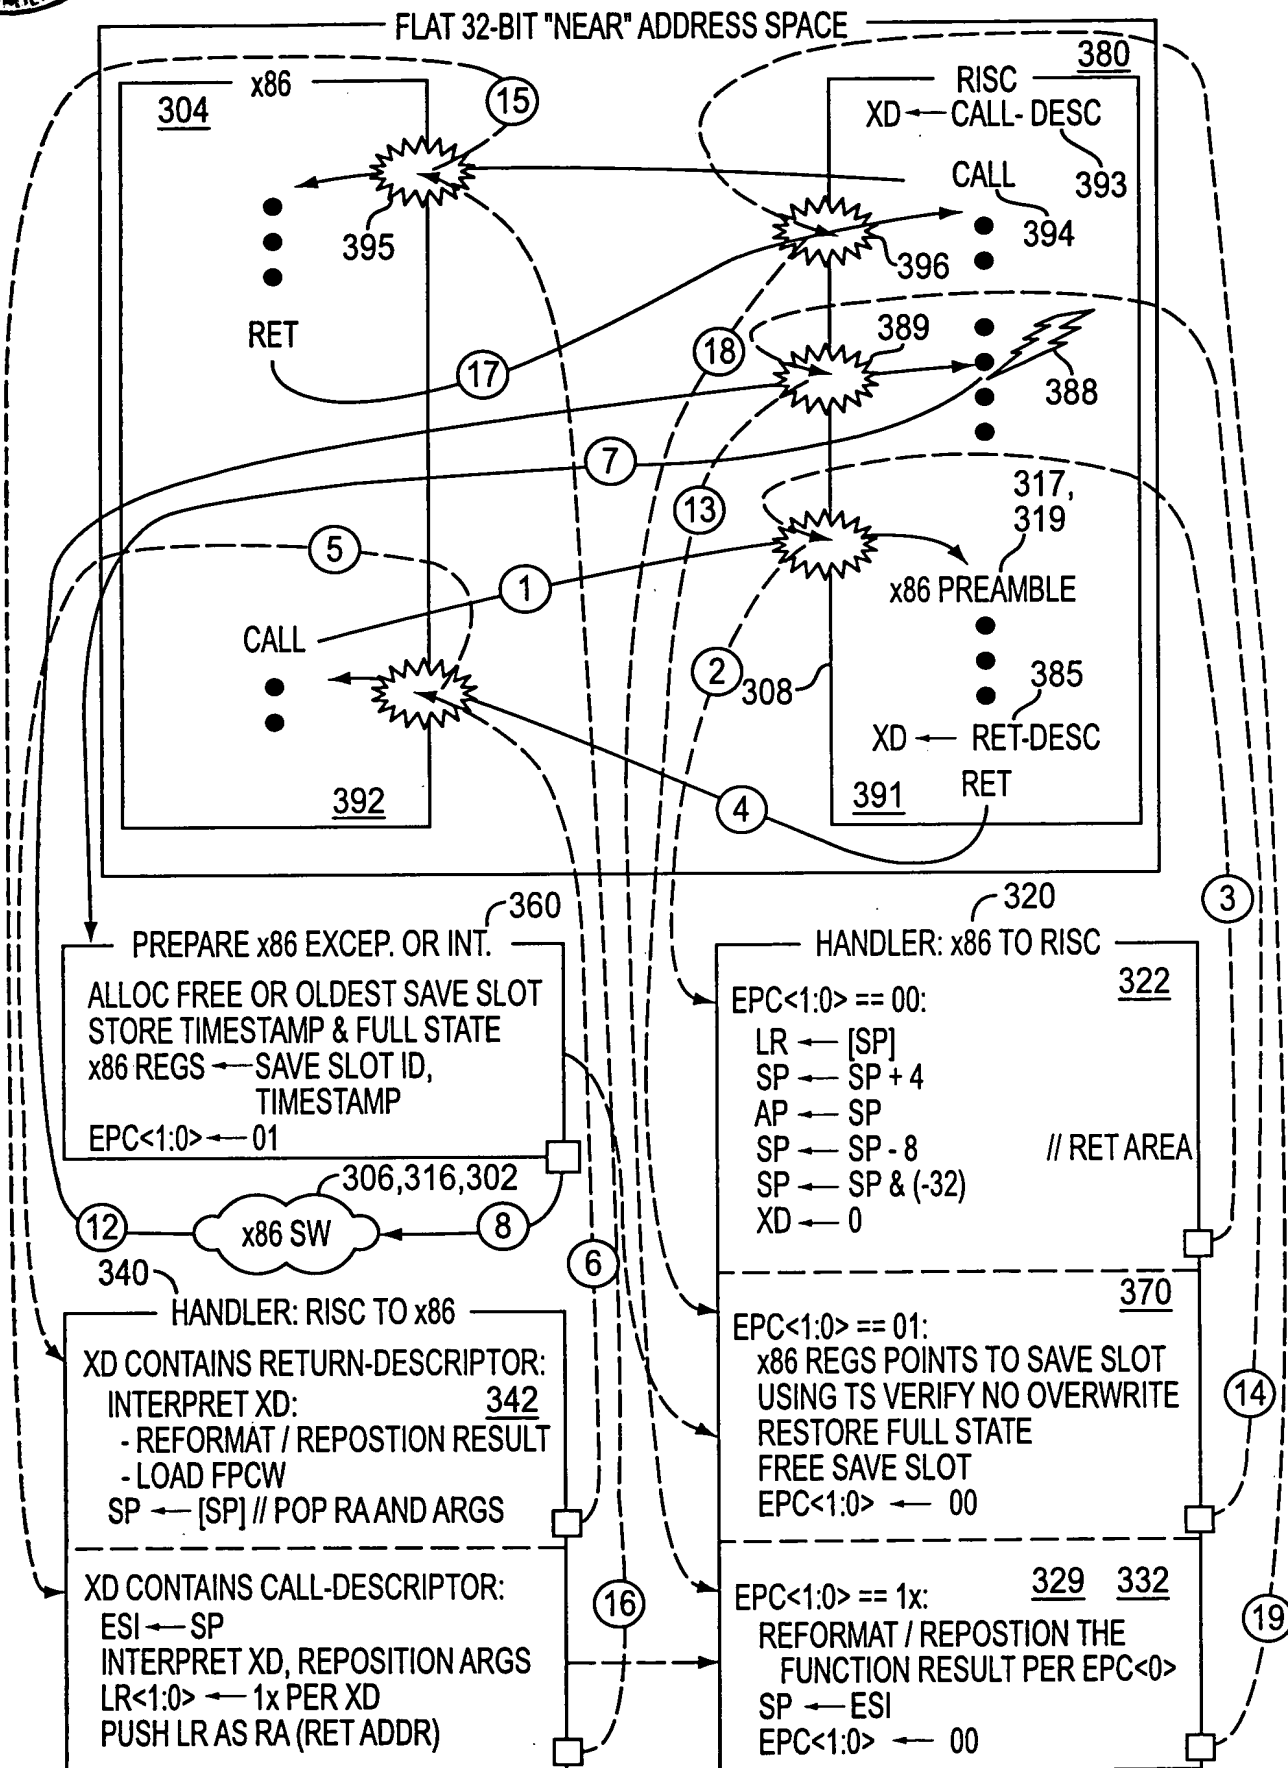 FLAT 32-BIT "NEAR" ADDRESS SPACE
x86
304
15
395
RET
17
5
1
CALL
392
380
RISC
XD ← CALL- DESC
393
CALL
394
396
18
389
388
7
13
317,
319
x86 PREAMBLE
2
308
385
XD ← RET-DESC
RET
391
4
3
360
PREPARE x86 EXCEP. OR INT.
ALLOC FREE OR OLDEST SAVE SLOT
STORE TIMESTAMP & FULL STATE
x86 REGS ← SAVE SLOT ID,
TIMESTAMP
EPC<1:0> ← 01
306,316,302
12
x86 SW
8
6
340
HANDLER: RISC TO x86
XD CONTAINS RETURN-DESCRIPTOR:
INTERPRET XD: 342
- REFORMAT / REPOSTION RESULT
- LOAD FPCW
SP ← [SP] // POP RA AND ARGS
XD CONTAINS CALL-DESCRIPTOR:
ESI ← SP
INTERPRET XD, REPOSITION ARGS
LR<1:0> ← 1x PER XD
PUSH LR AS RA (RET ADDR)
16
320
HANDLER: x86 TO RISC
322
EPC<1:0> == 00:
LR ← [SP]
SP ← SP + 4
AP ← SP
SP ← SP - 8 // RET AREA
SP ← SP & (-32)
XD ← 0
370
EPC<1:0> == 01:
x86 REGS POINTS TO SAVE SLOT
USING TS VERIFY NO OVERWRITE
RESTORE FULL STATE
FREE SAVE SLOT
EPC<1:0> ← 00
14
EPC<1:0> == 1x: 329 332
REFORMAT / REPOSTION THE
FUNCTION RESULT PER EPC<0>
SP ← ESI
EPC<1:0> ← 00
19